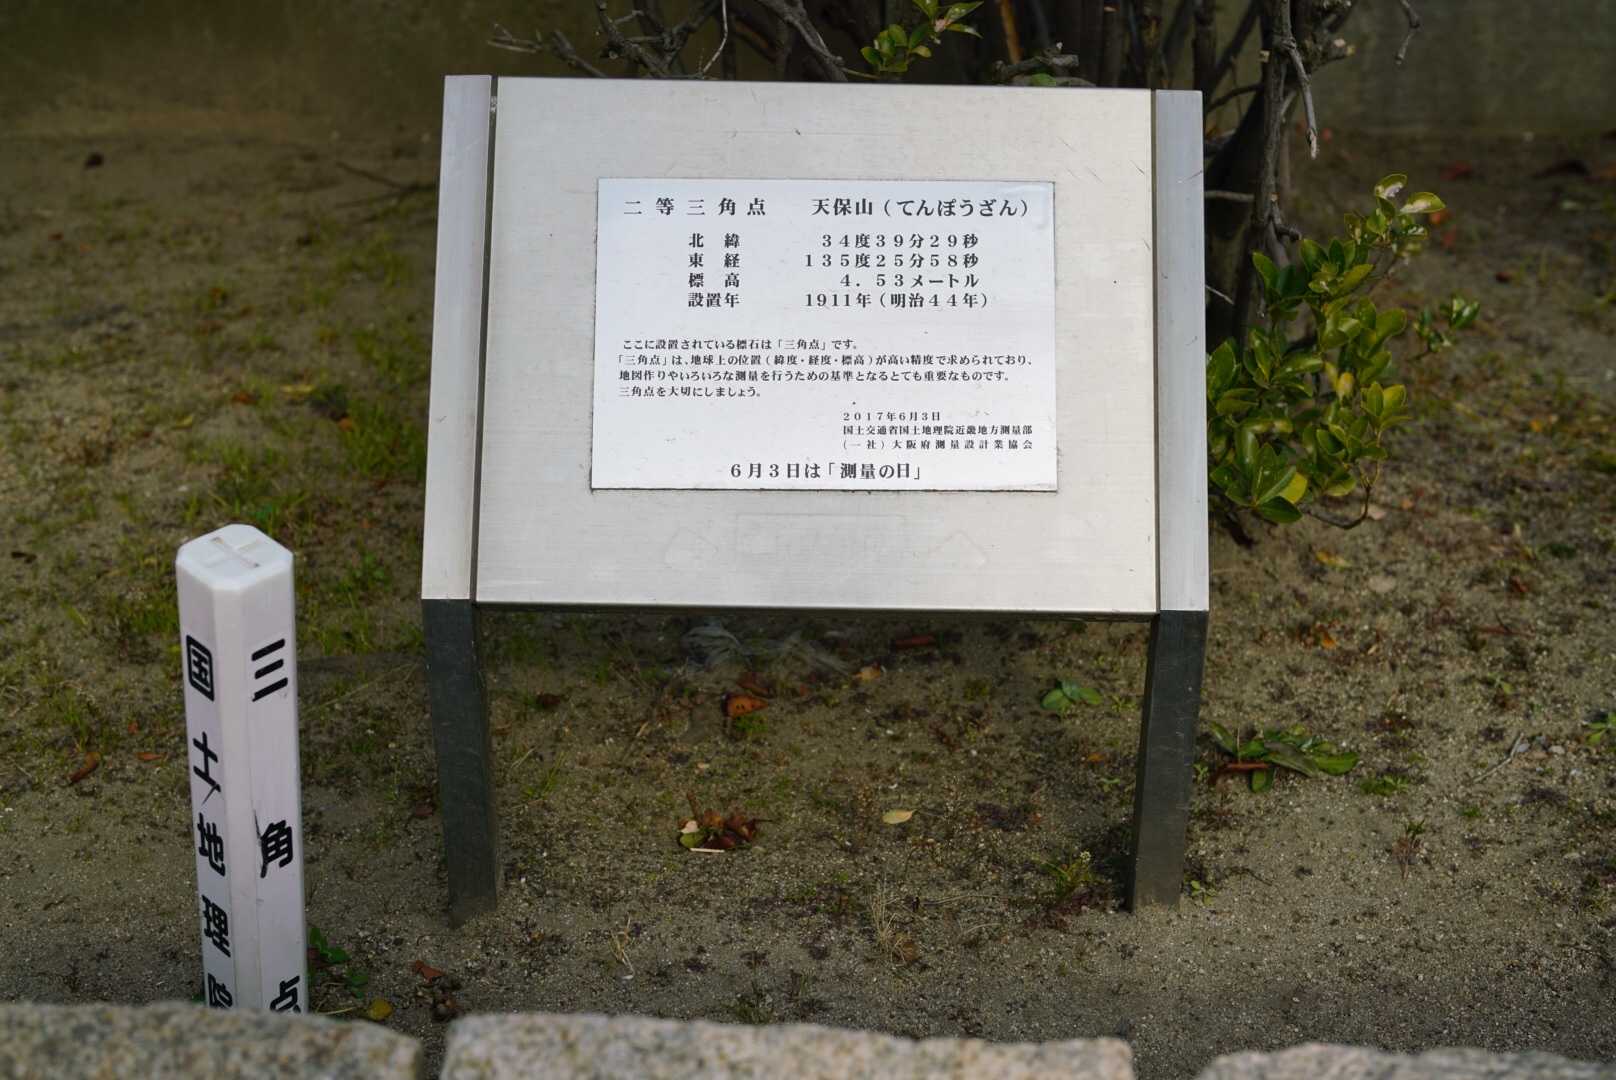 二等三角点　天保山（てんぽうざん）
北　緯　３４度３９分２９秒
東　経　１３５度２５分５８秒
標　高　４．５３メートル
設置年　１９１１年（明治４４年）
ここに設置されている標石は「三角点」です。
「三角点」は、地球上の位置（緯度・経度・標高）が高い精度で求められており、
地図作りやいろいろな測量を行うための基準となるとても重要なものです。
三角点を大切にしましょう。
２０１７年６月３日
国土交通省国土地理院近畿地方測量部
（一社）大阪府測量設計業協会
６月３日は「測量の日」
三角点
国土地理院